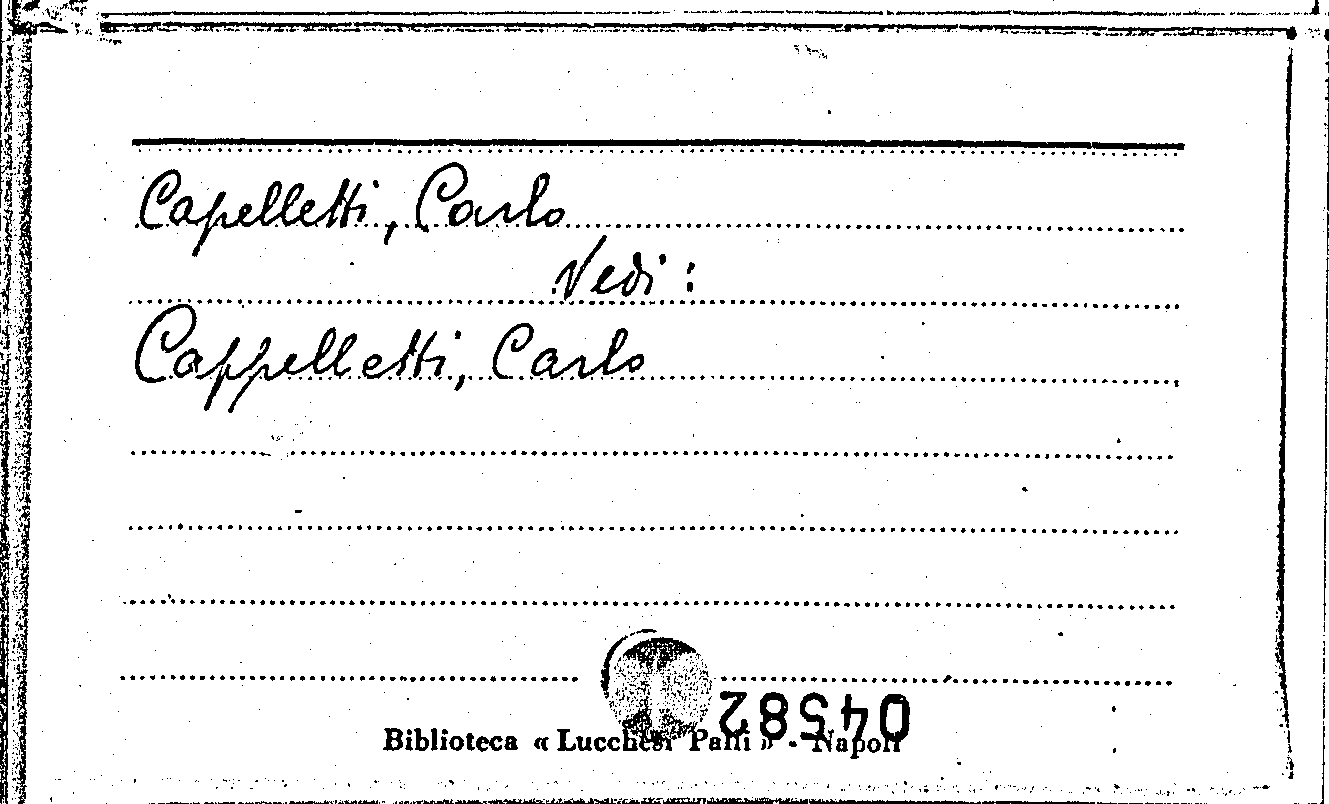 Capelletti, Carlo
Vedi :
Cappelletti, Carlo
04582
Biblioteca « Lucchesi Palli » - Napoli